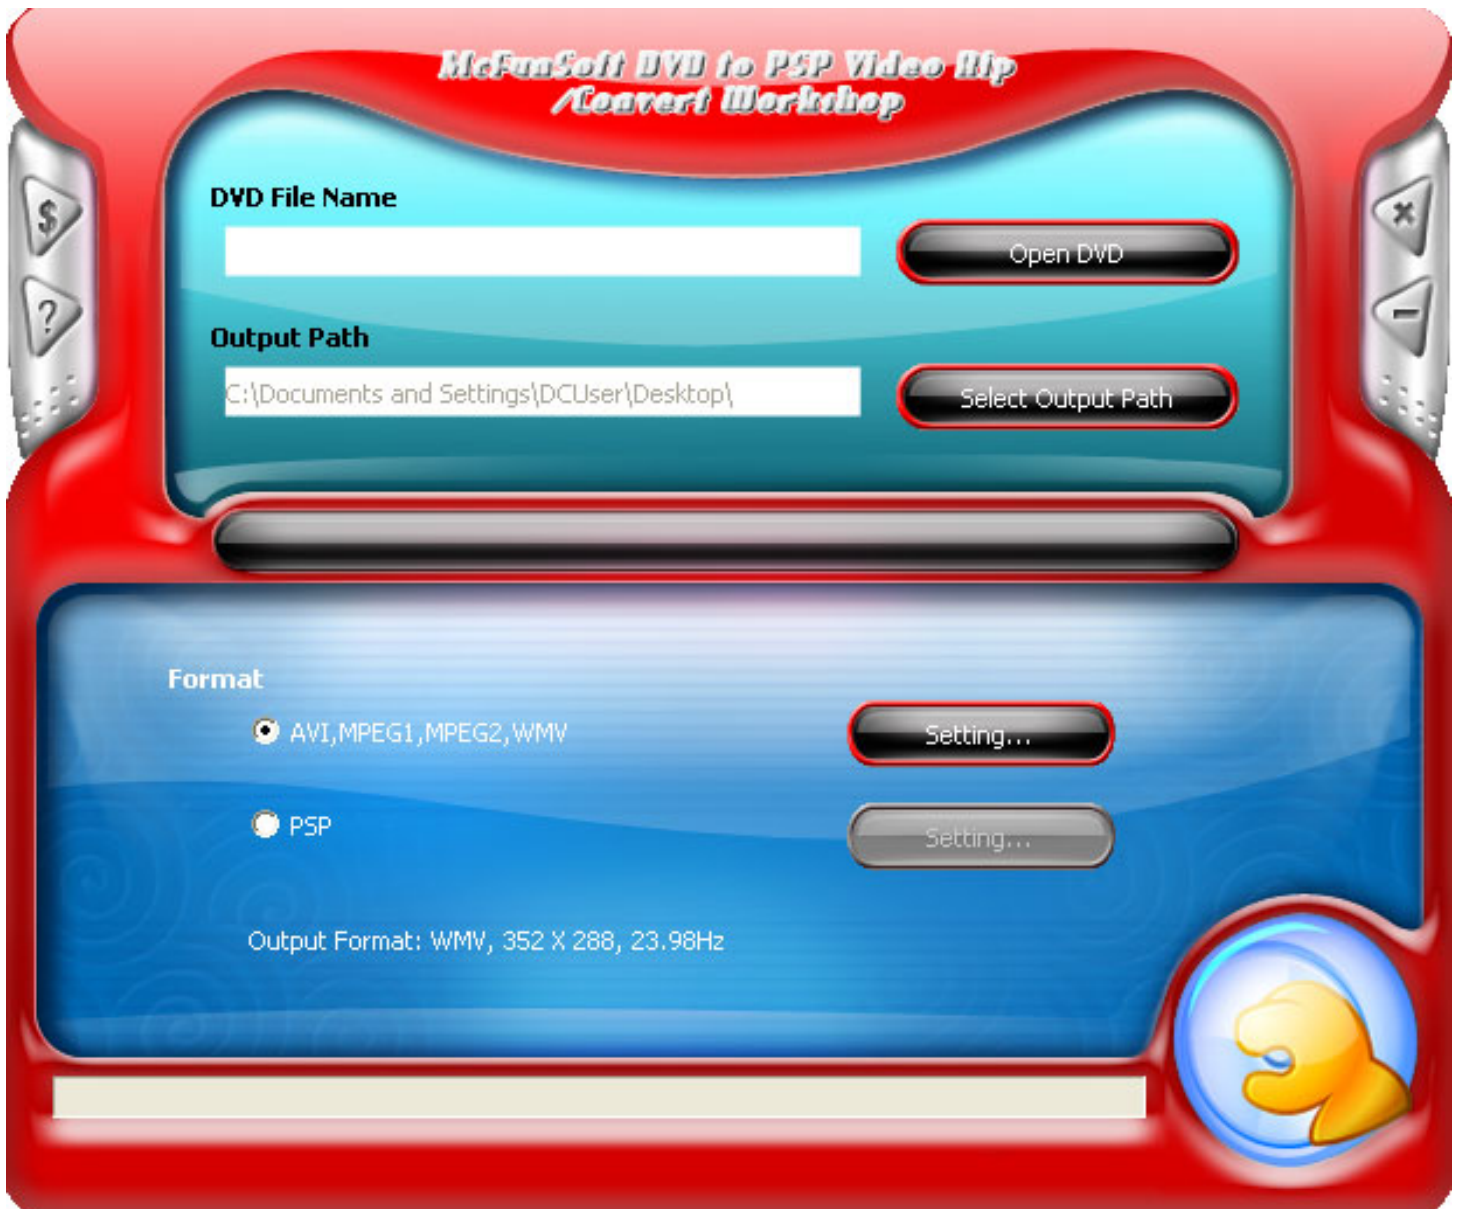 McFunSoft DVD to PSP Video Rip
/Convert Workshop
DVD File Name
Open DVD
Output Path
C:\Documents and Settings\DCUser\Desktop\
Select Output Path
$
?
Format
AVI,MPEG1,MPEG2,WMV
Setting...
PSP
Setting...
Output Format: WMV, 352 X 288, 23.98Hz